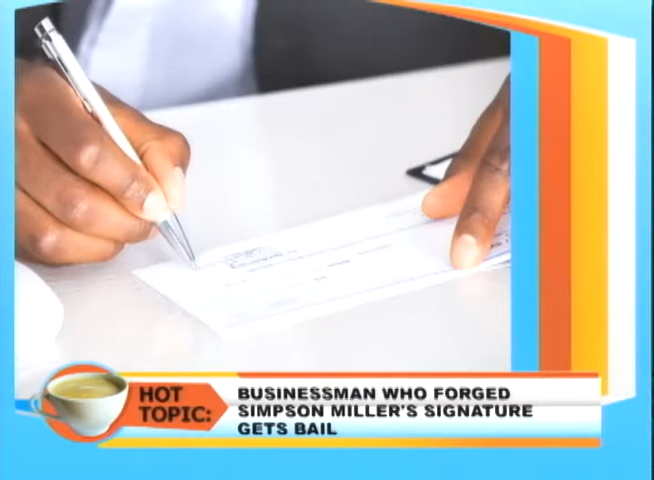 HOT
TOPIC:
BUSINESSMAN WHO FORGED
SIMPSON MILLER'S SIGNATURE
GETS BAIL